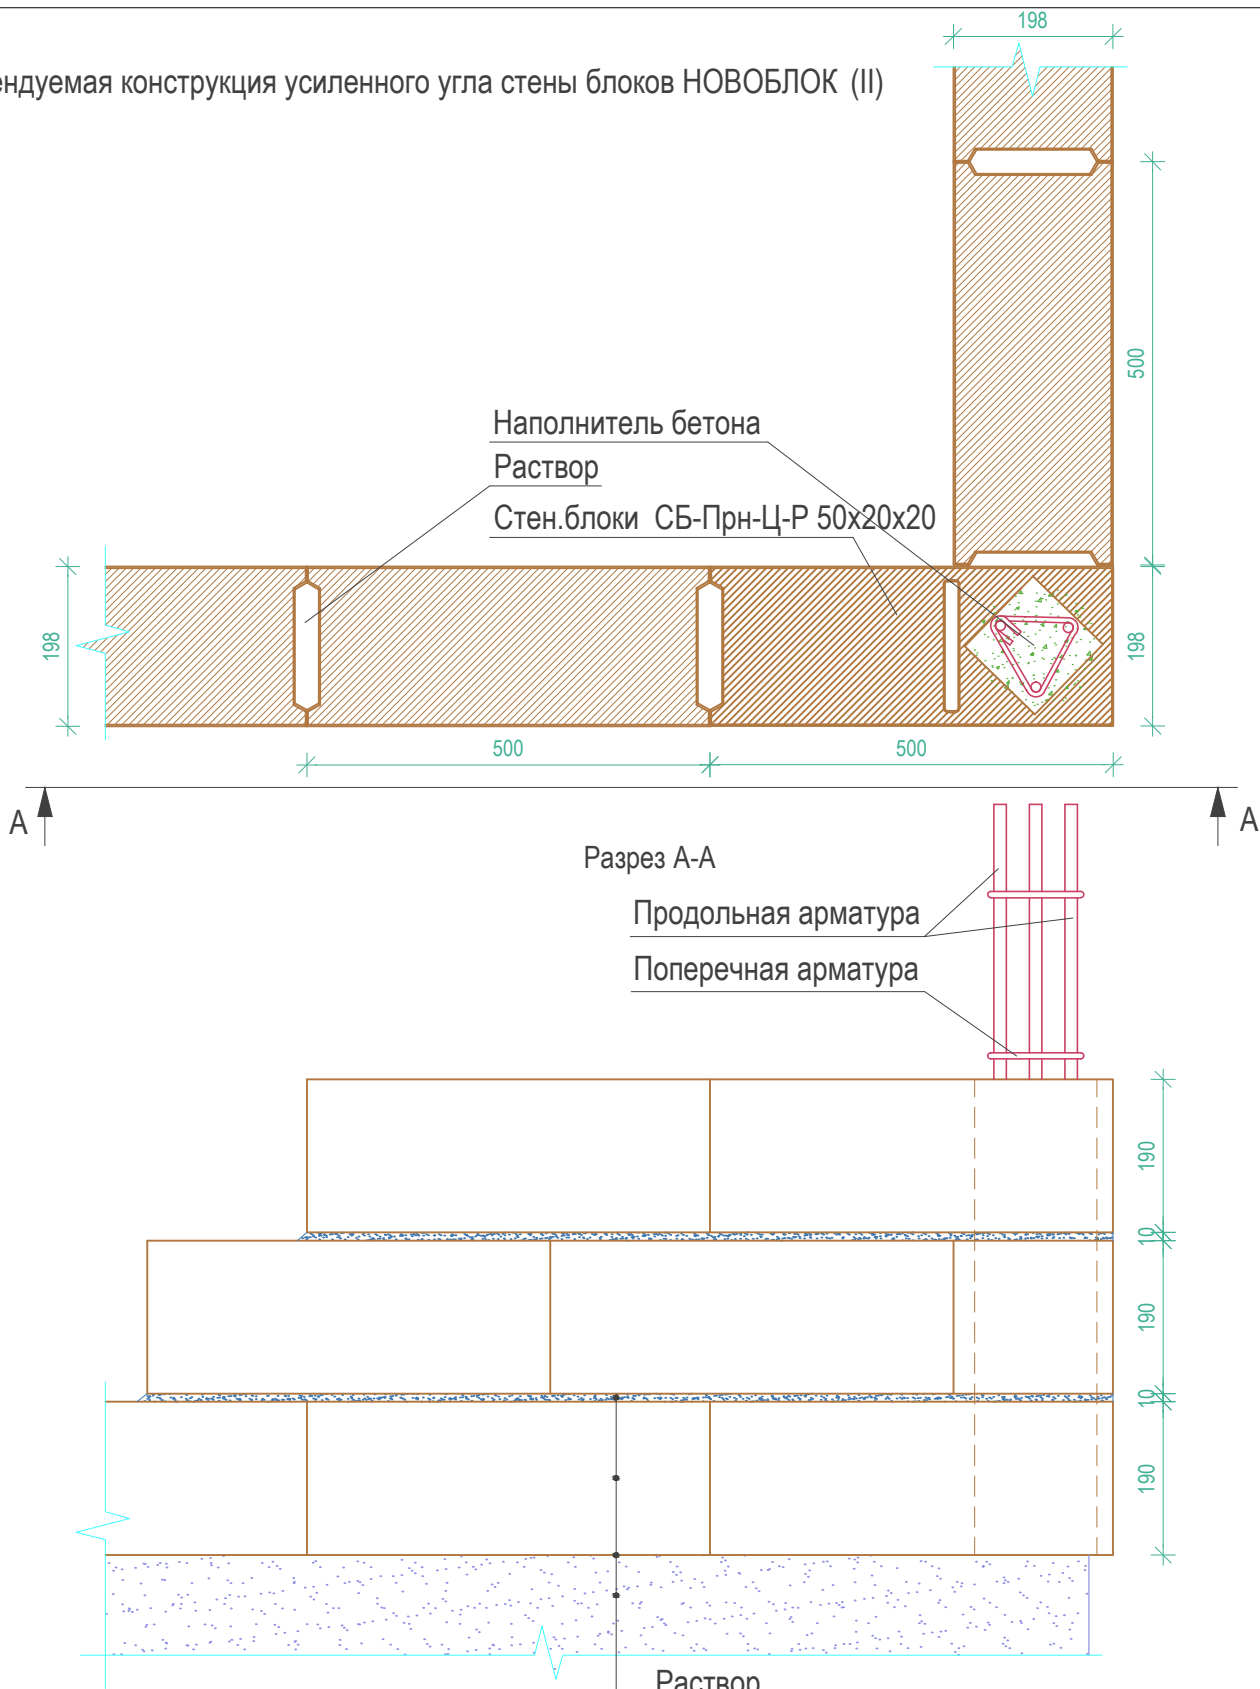 198
ендуемая конструкция усиленного угла стены блоков НОВОБЛОК (II)
500
Наполнитель бетона
Раствор
Стен.блоки СБ-Прн-Ц-Р 50х20х20
198
198
500
500
А
А
Разрез А-А
Продольная арматура
Поперечная арматура
190
10
190
10
190
Раствор